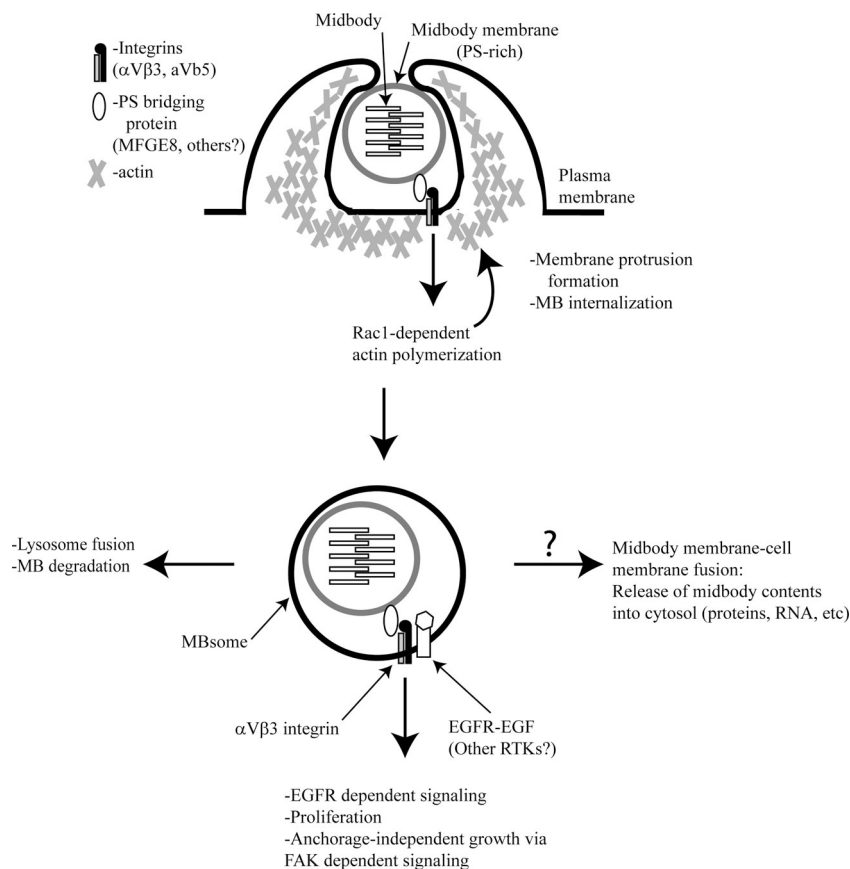 Midbody
Midbody membrane
(PS-rich)
-Integrins
(αVβ3, aVb5)
-PS bridging
protein
(MFGE8, others?)
-actin
Plasma
membrane
-Membrane protrusion
formation
-MB internalization
Rac1-dependent
actin polymerization
-Lysosome fusion
-MB degradation
?
Midbody membrane-cell
membrane fusion:
Release of midbody contents
into cytosol (proteins, RNA, etc)
MBsome
αVβ3 integrin
EGFR-EGF
(Other RTKs?)
-EGFR dependent signaling
-Proliferation
-Anchorage-independent growth via
FAK dependent signaling